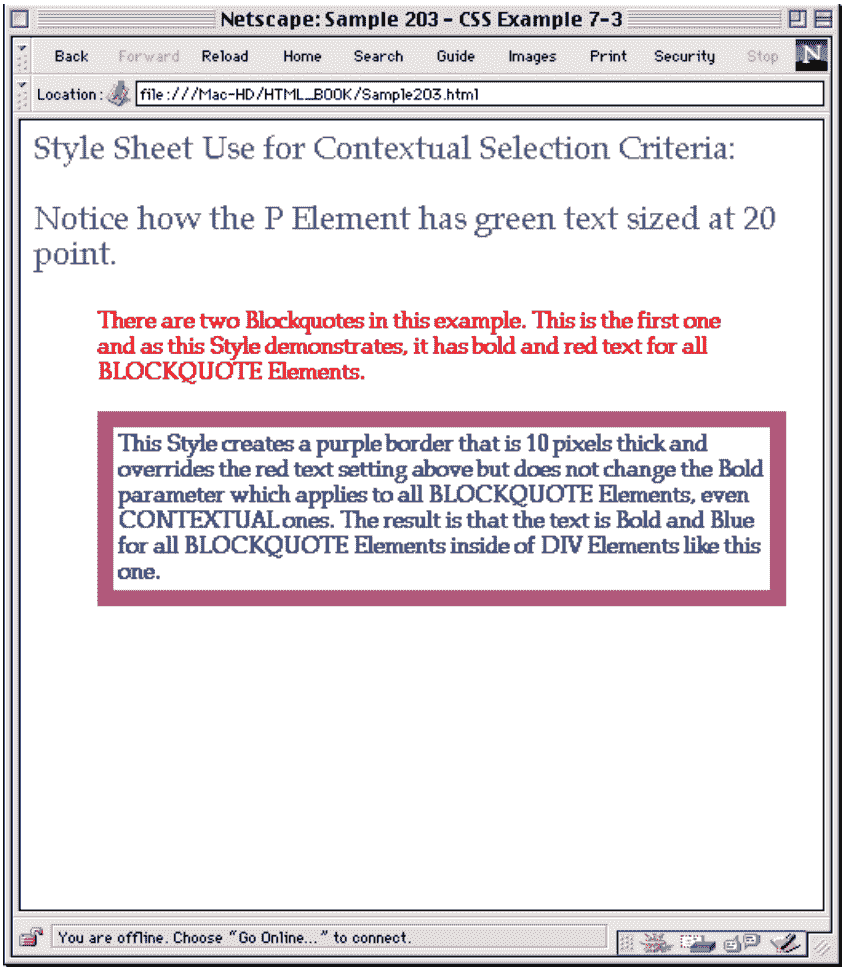 Netscape: Sample 203 – CSS Example 7-3
Back Forward Reload Home Search Guide Images Print Security Stop N
Location: file:///Mac-HD/HTML_BOOK/Sample203.html
Style Sheet Use for Contextual Selection Criteria:
Notice how the P Element has green text sized at 20
point.
There are two Blockquotes in this example. This is the first one
and as this Style demonstrates, it has bold and red text for all
BLOCKQUOTE Elements.
This Style creates a purple border that is 10 pixels thick and
overrides the red text setting above but does not change the Bold
parameter which applies to all BLOCKQUOTE Elements, even
CONTEXTUAL ones. The result is that the text is Bold and Blue
for all BLOCKQUOTE Elements inside of DIV Elements like this
one.
You are offline. Choose “Go Online...” to connect.